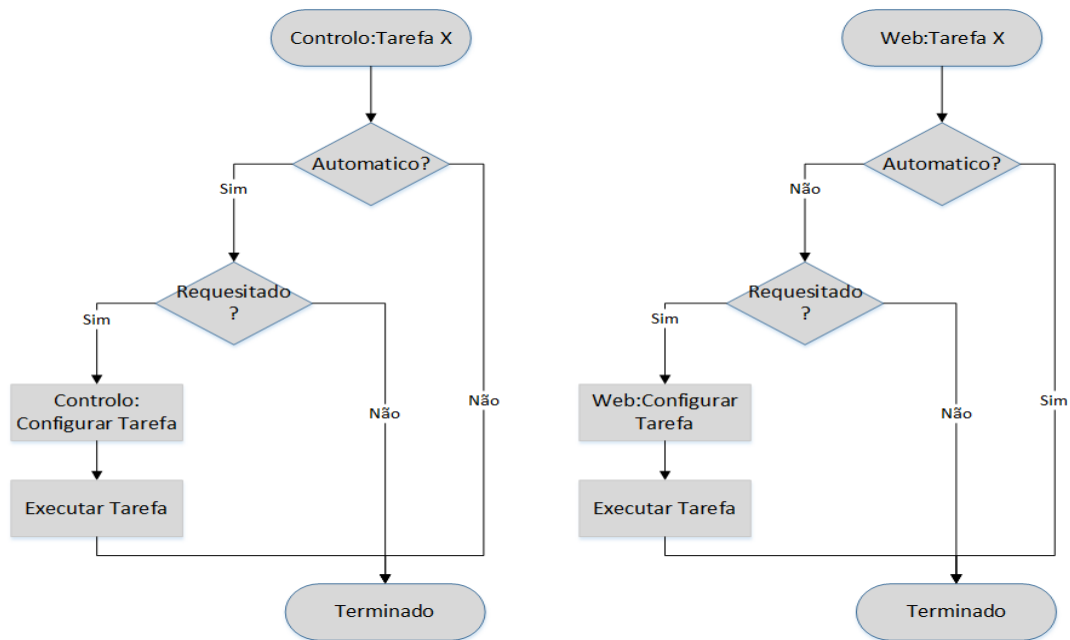 Controlo:Tarefa X
Automatico?
Sim
Requesitado
?
Sim
Controlo:
Configurar Tarefa
Não
Não
Executar Tarefa
Terminado
Web:Tarefa X
Automatico?
Não
Requesitado
?
Sim
Web:Configurar
Tarefa
Não
Sim
Executar Tarefa
Terminado